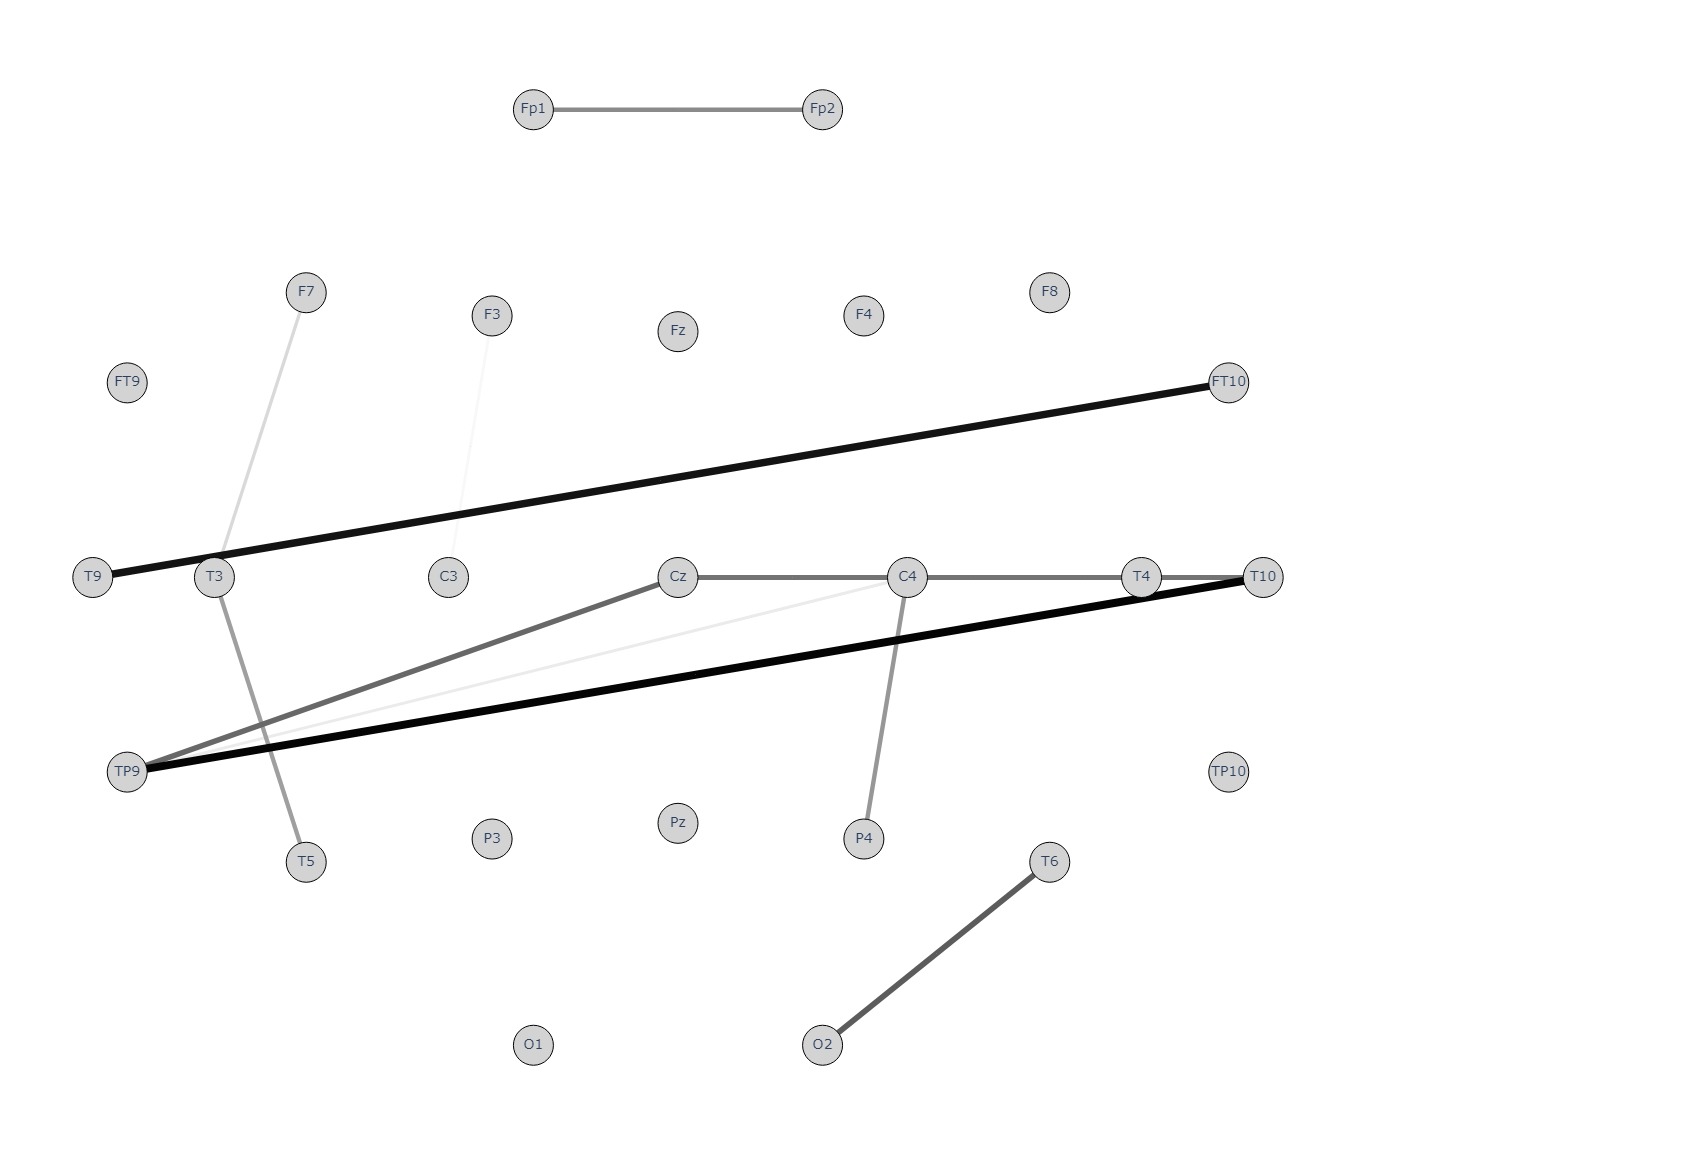 Fp1 Fp2
F7 F3 Fz F4 F8
FT9 FT10
T9 T3 C3 Cz C4 T4 T10
TP9 TP10
T5 P3 Pz P4 T6
O1 O2